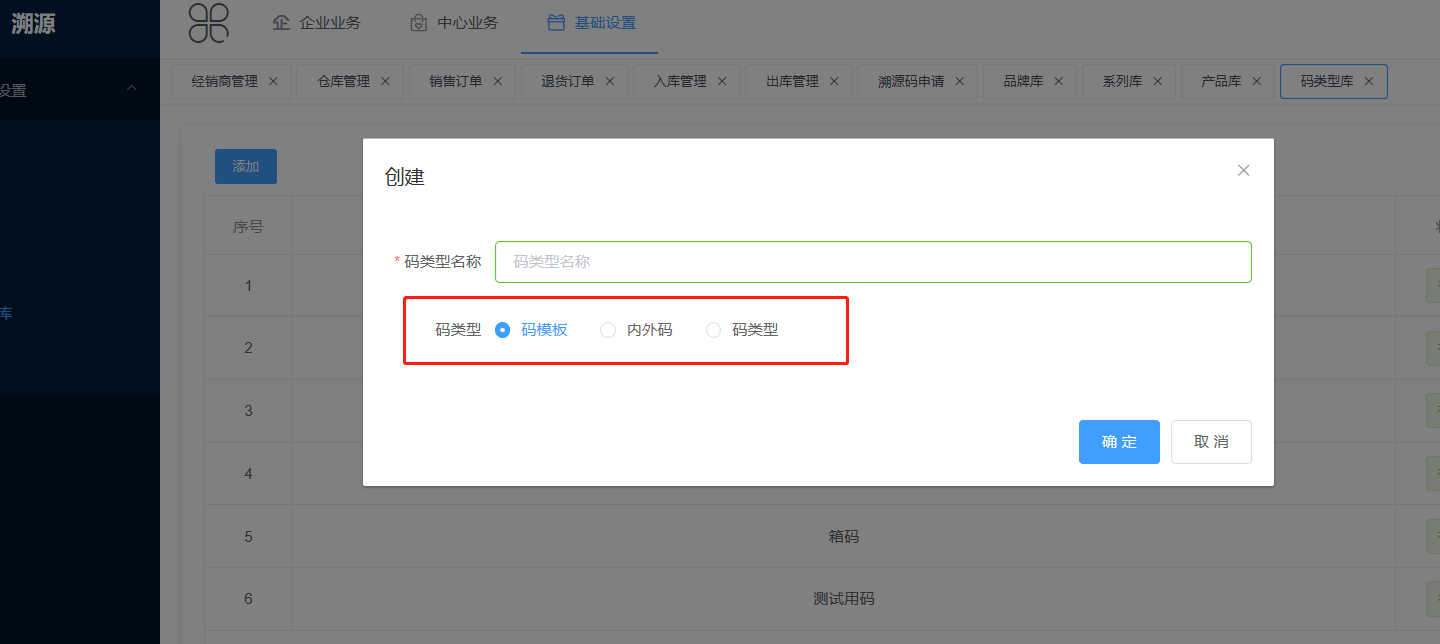 溯源
企业业务 中心业务 基础设置
设置
经销商管理 仓库管理 销售订单 退货订单 入库管理 出库管理 溯源码申请 品牌库 系列库 产品库 码类型库
添加
创建
序号
* 码类型名称 码类型名称
1
库
码类型 码模板 内外码 码类型
2
3
确 定 取 消
4
5 箱码
6 测试用码